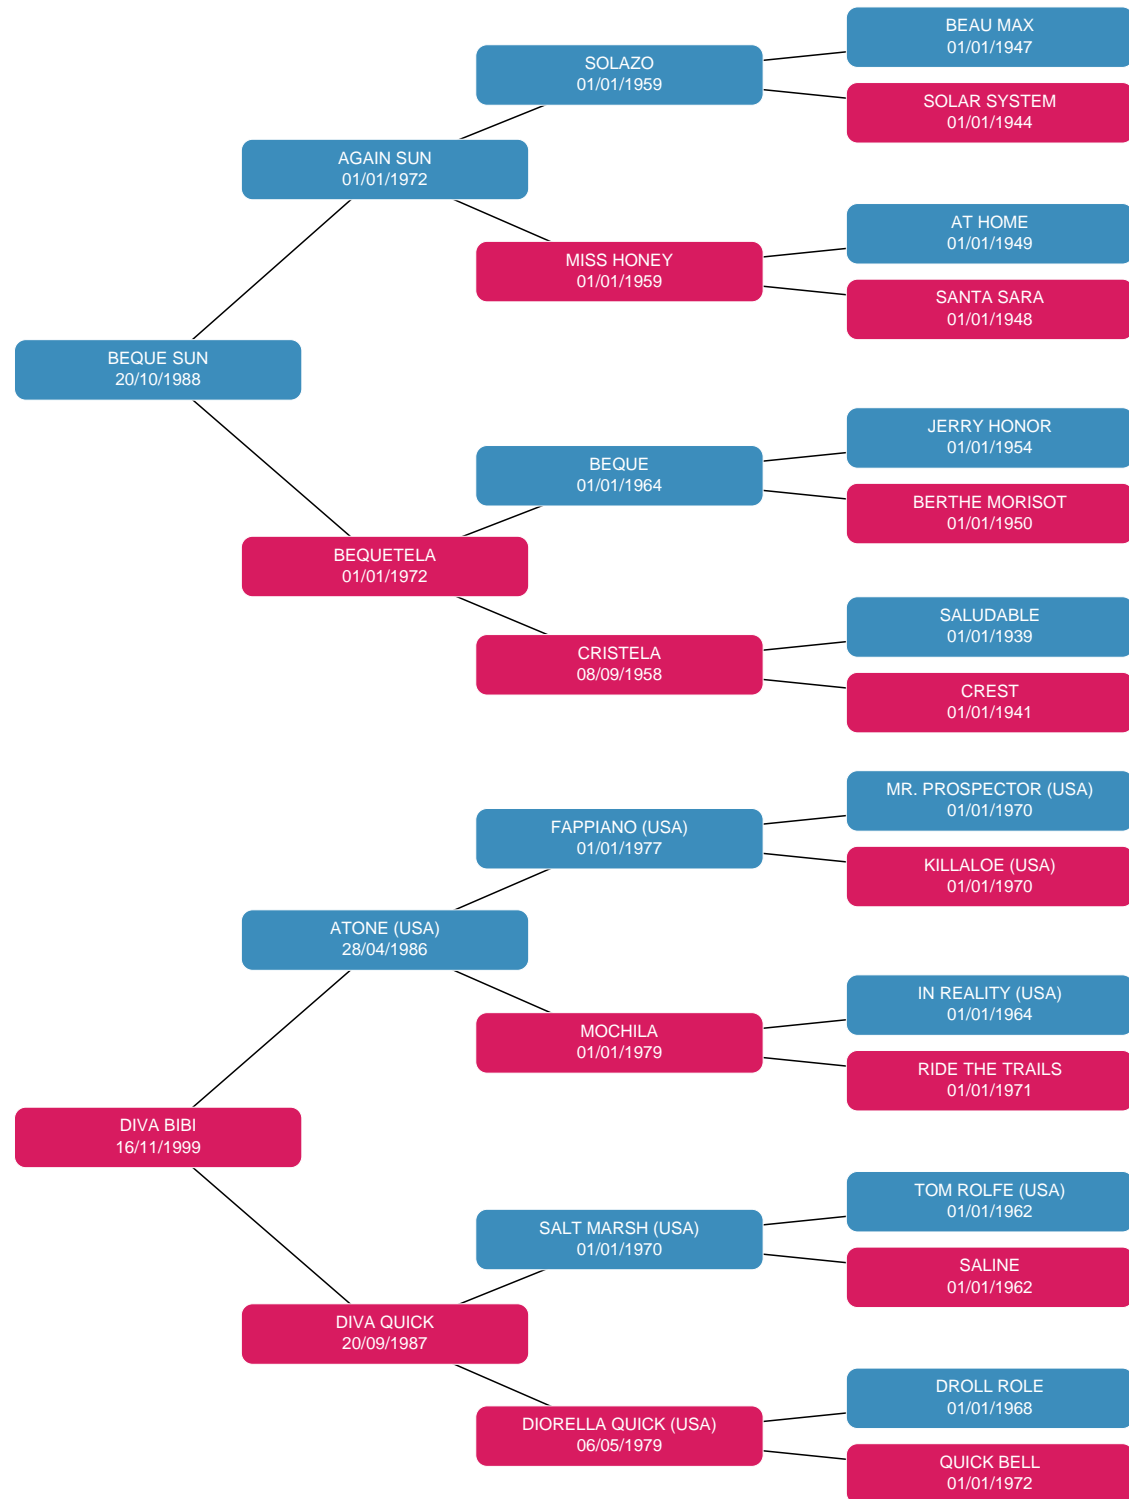 BEAU MAX
01/01/1947
SOLAZO
01/01/1959
SOLAR SYSTEM
01/01/1944
AGAIN SUN
01/01/1972
AT HOME
01/01/1949
MISS HONEY
01/01/1959
SANTA SARA
01/01/1948
BEQUE SUN
20/10/1988
JERRY HONOR
01/01/1954
BEQUE
01/01/1964
BERTHE MORISOT
01/01/1950
BEQUETELA
01/01/1972
SALUDABLE
01/01/1939
CRISTELA
08/09/1958
CREST
01/01/1941
MR. PROSPECTOR (USA)
01/01/1970
FAPPIANO (USA)
01/01/1977
KILLALOE (USA)
01/01/1970
ATONE (USA)
28/04/1986
IN REALITY (USA)
01/01/1964
MOCHILA
01/01/1979
RIDE THE TRAILS
01/01/1971
DIVA BIBI
16/11/1999
TOM ROLFE (USA)
01/01/1962
SALT MARSH (USA)
01/01/1970
SALINE
01/01/1962
DIVA QUICK
20/09/1987
DROLL ROLE
01/01/1968
DIORELLA QUICK (USA)
06/05/1979
QUICK BELL
01/01/1972